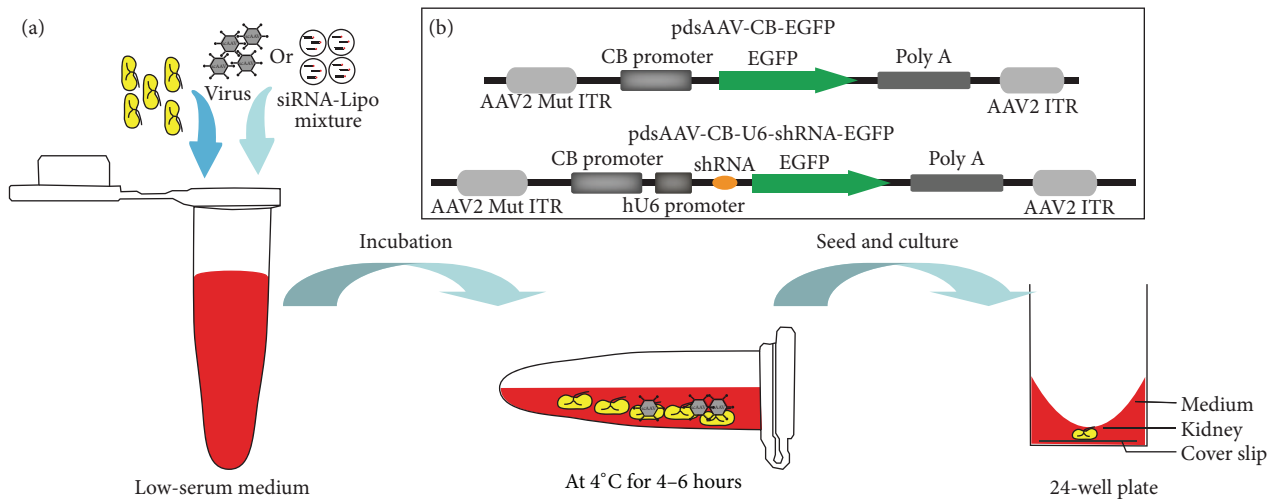 (a)
Virus
Or
siRNA-Lipo
mixture
(b)
pdsAAV-CB-EGFP
CB promoter
EGFP
Poly A
AAV2 Mut ITR
AAV2 ITR
pdsAAV-CB-U6-shRNA-EGFP
CB promoter
shRNA
EGFP
Poly A
AAV2 Mut ITR
hU6 promoter
AAV2 ITR
Incubation
Seed and culture
Low-serum medium
At 4°C for 4–6 hours
Medium
Kidney
Cover slip
24-well plate